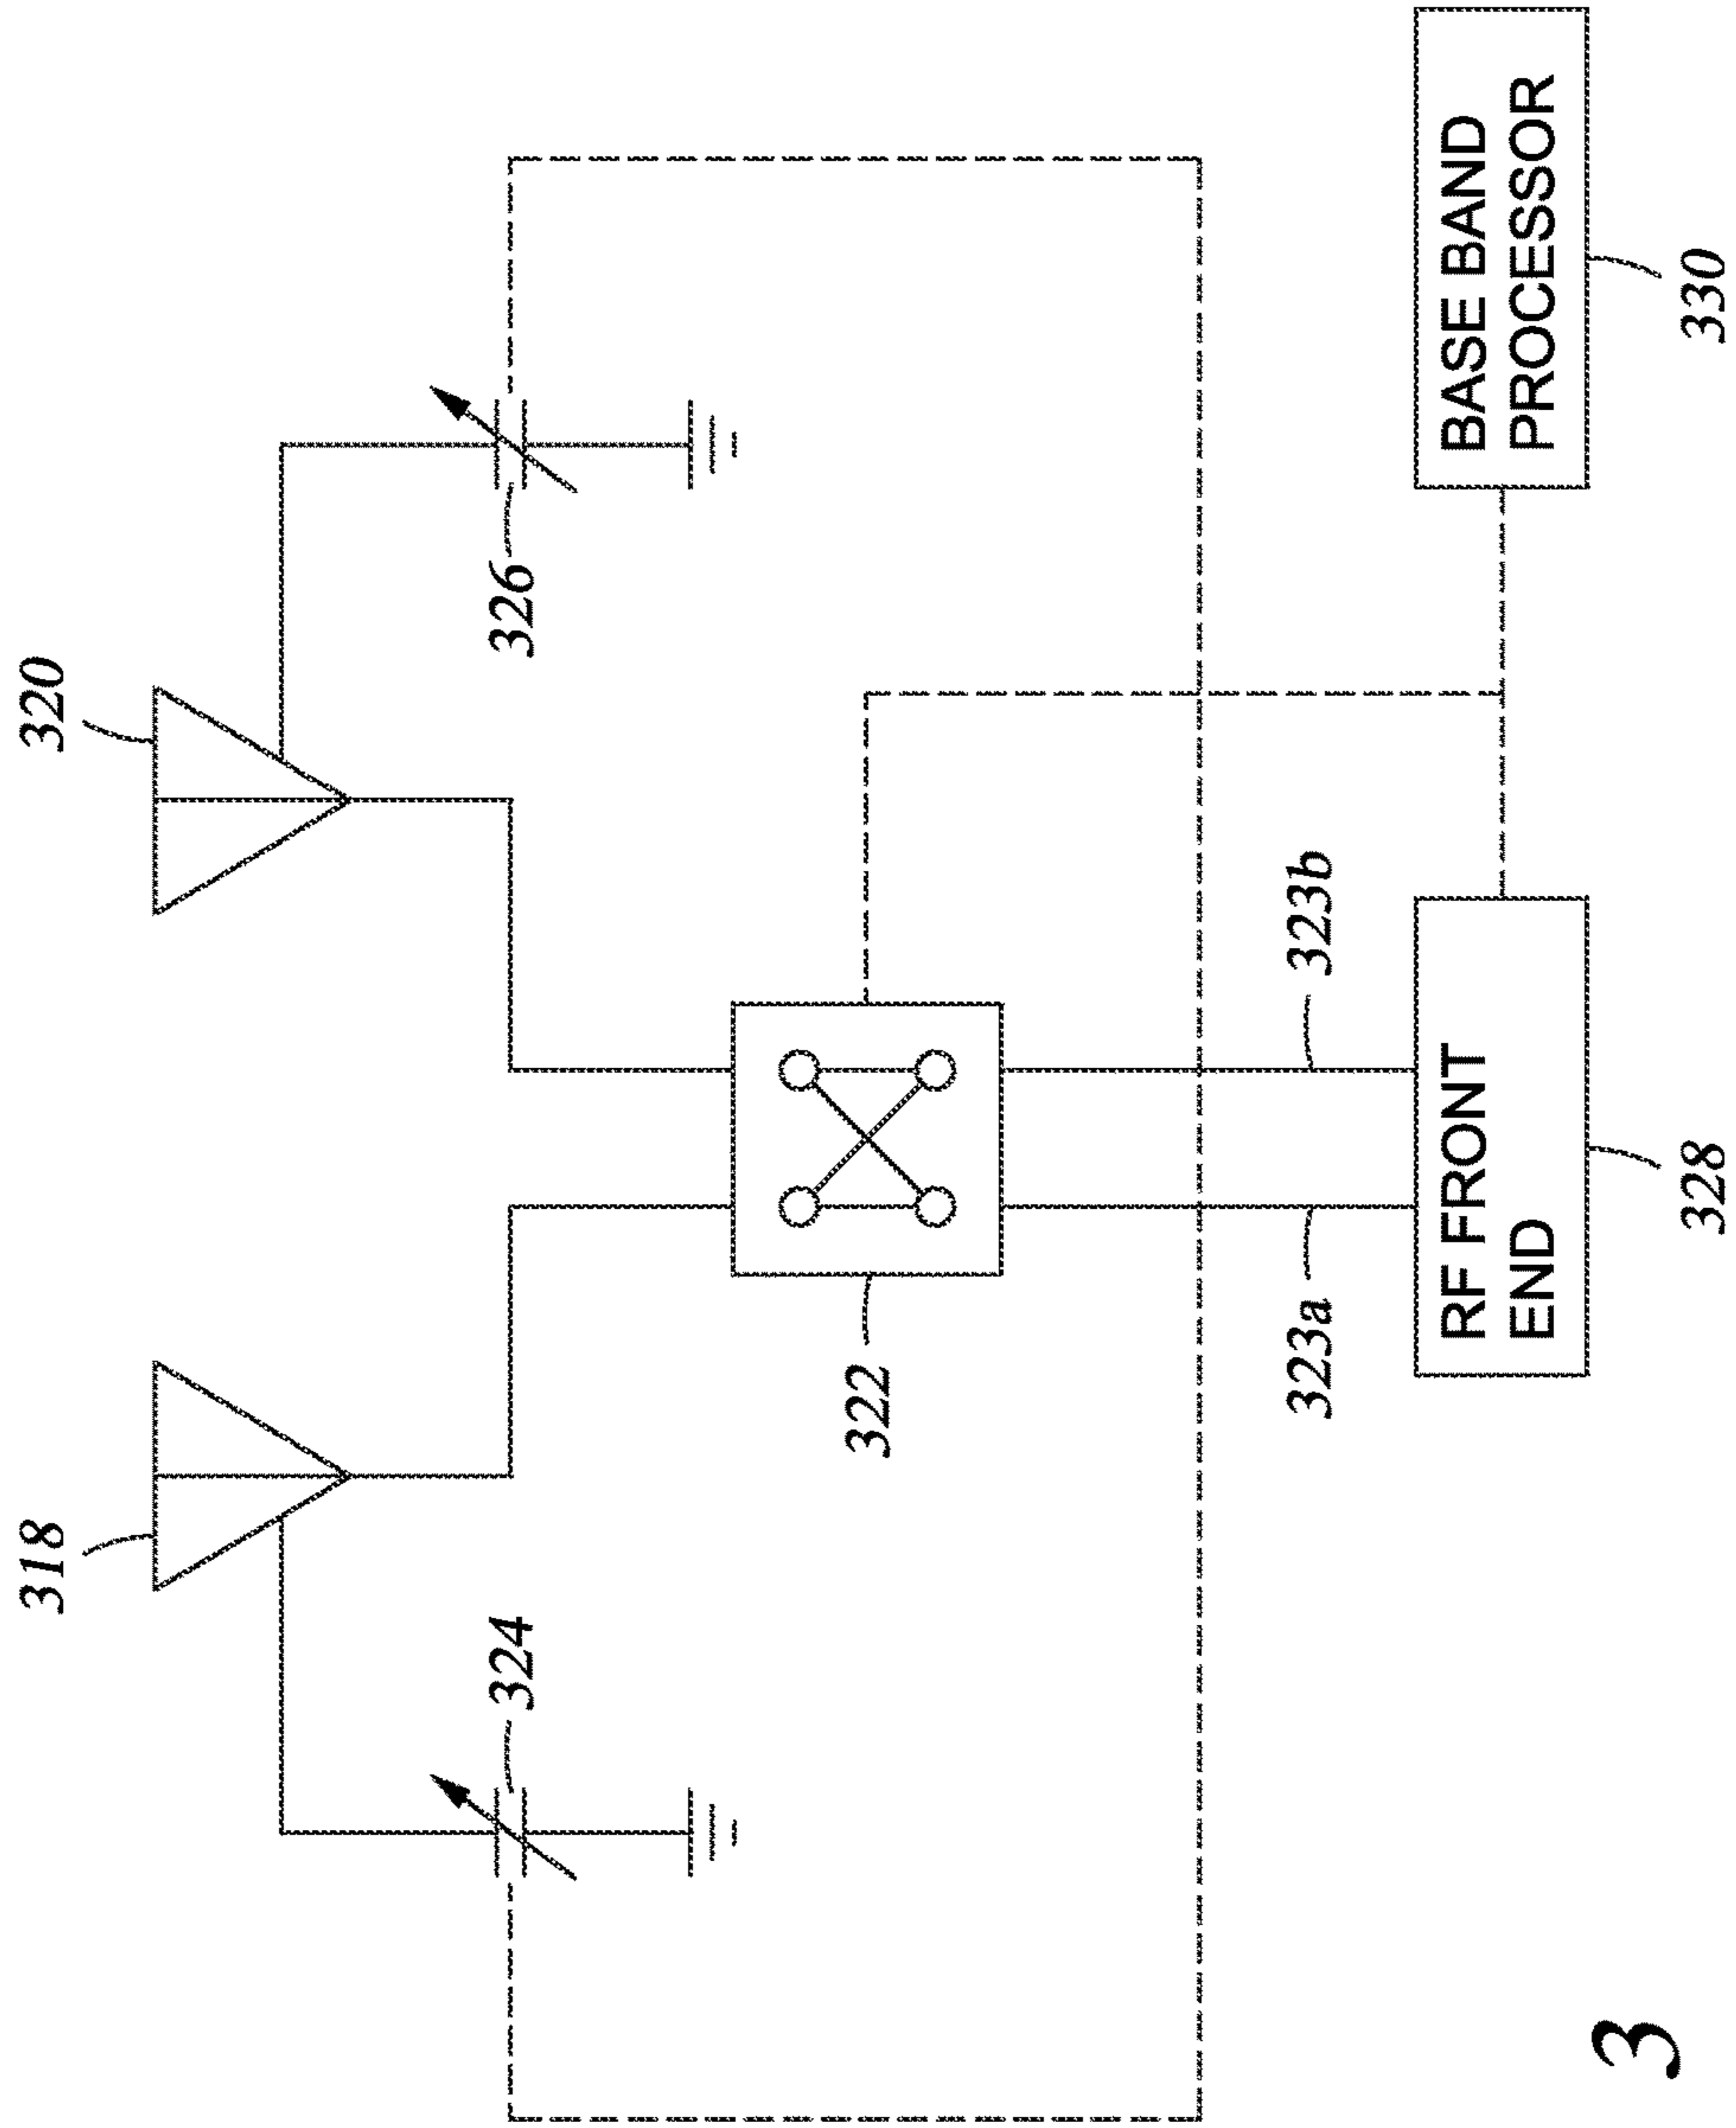 318
320
324
326
322
323a
323b
RF FRONT
END
BASE BAND
PROCESSOR
328
330
3